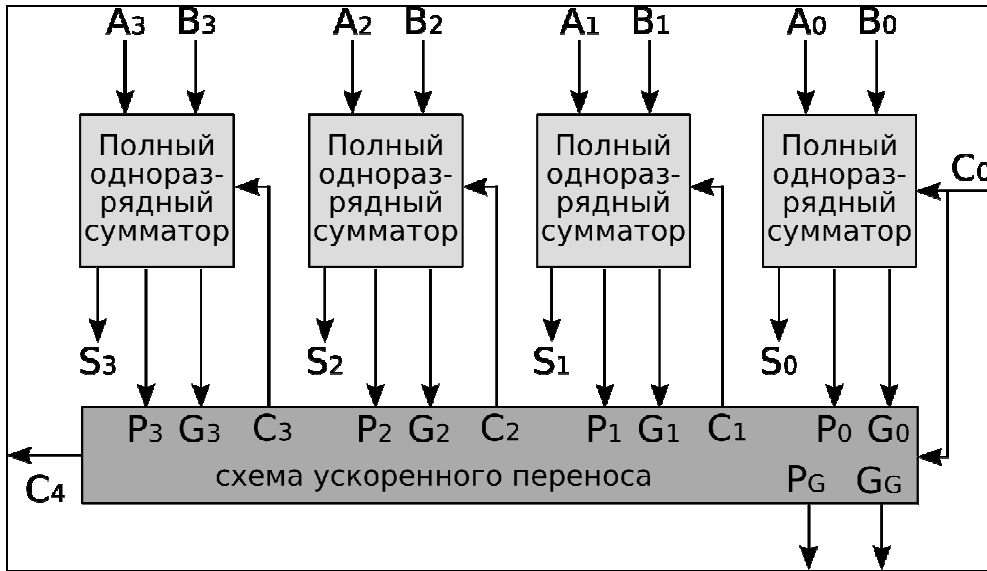 A3 B3 A2 B2 A1 B1 A0 B0
Полный
однораз-
рядный
сумматор
Полный
однораз-
рядный
сумматор
Полный
однораз-
рядный
сумматор
Полный
однораз-
рядный
сумматор
C0
S3 S2 S1 S0
P3 G3 C3 P2 G2 C2 P1 G1 C1 P0 G0
схема ускоренного переноса
PG GG
C4